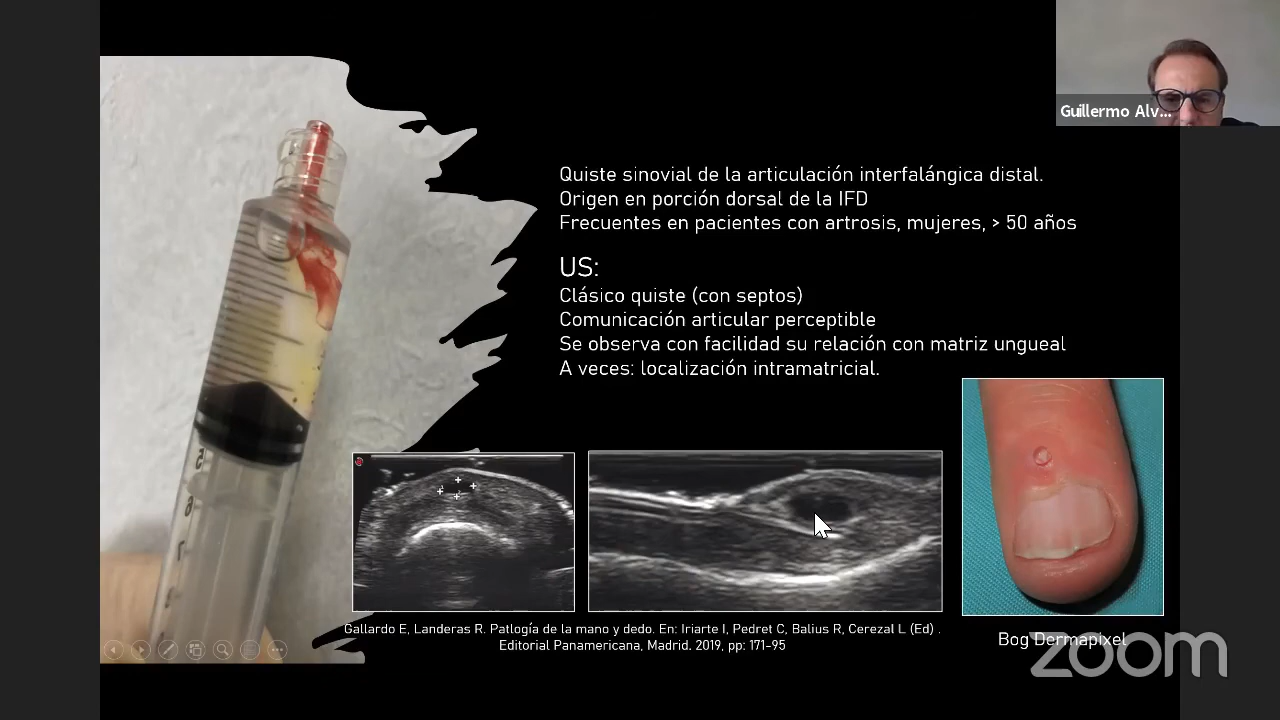 Guillermo Alv...
Quiste sinovial de la articulación interfalángica distal.
Origen en porción dorsal de la IFD
Frecuentes en pacientes con artrosis, mujeres, > 50 años
US:
Clásico quiste (con septos)
Comunicación articular perceptible
Se observa con facilidad su relación con matriz ungueal
A veces: localización intramatricial.
Gallardo E, Landeras R. Patlogía de la mano y dedo. En: Iriarte I, Pedret C, Balius R, Cerezal L (Ed) .
Editorial Panamericana, Madrid. 2019, pp: 171-95
Bog Dermapixel
zoom